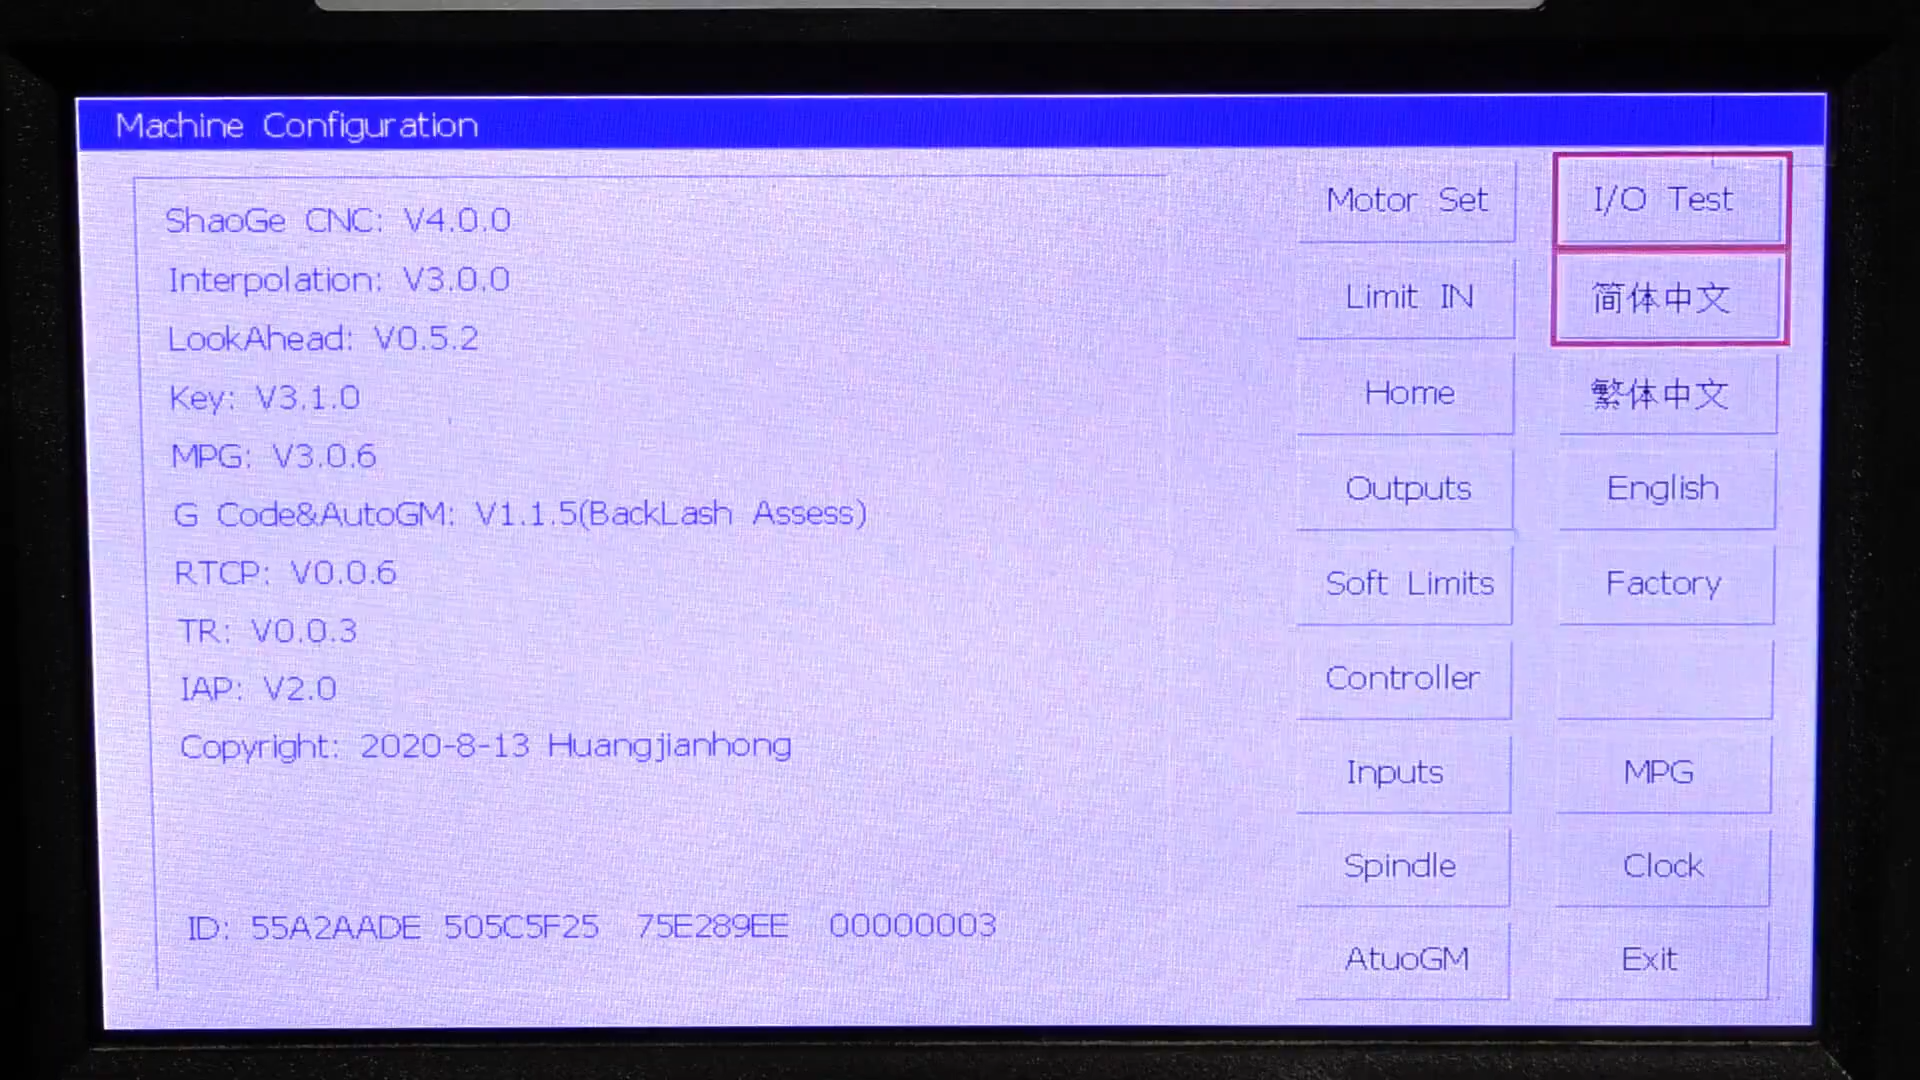 Machine Configuration
ShaoGe CNC: V4.0.0
Interpolation: V3.0.0
LookAhead: V0.5.2
Key: V3.1.0
MPG: V3.0.6
G Code&AutoGM: V1.1.5(BackLash Assess)
RTCP: V0.0.6
TR: V0.0.3
IAP: V2.0
Copyright: 2020-8-13 Huangjianhong
ID: 55A2AADE 505C5F25 75E289EE 00000003
Motor Set
Limit IN
Home
Outputs
Soft Limits
Controller
Inputs
Spindle
AtuoGM
I/O Test
简体中文
繁体中文
English
Factory
MPG
Clock
Exit